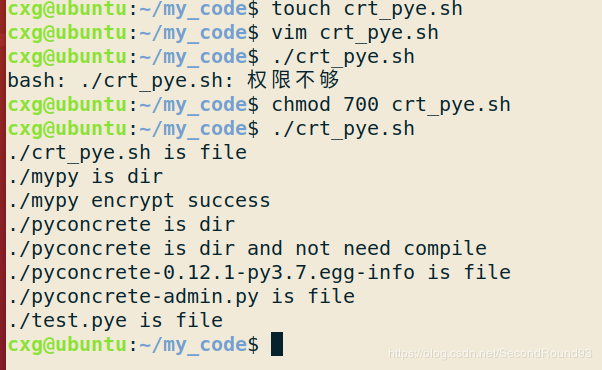 cxg@ubuntu:~/my_code$ touch crt_pye.sh
cxg@ubuntu:~/my_code$ vim crt_pye.sh
cxg@ubuntu:~/my_code$ ./crt_pye.sh
bash: ./crt_pye.sh: 权限不够
cxg@ubuntu:~/my_code$ chmod 700 crt_pye.sh
cxg@ubuntu:~/my_code$ ./crt_pye.sh
./crt_pye.sh is file
./mypy is dir
./mypy encrypt success
./pyconcrete is dir
./pyconcrete is dir and not need compile
./pyconcrete-0.12.1-py3.7.egg-info is file
./pyconcrete-admin.py is file
./test.pye is file
cxg@ubuntu:~/my_code$
https://blog.csdn.net/SecondRound93